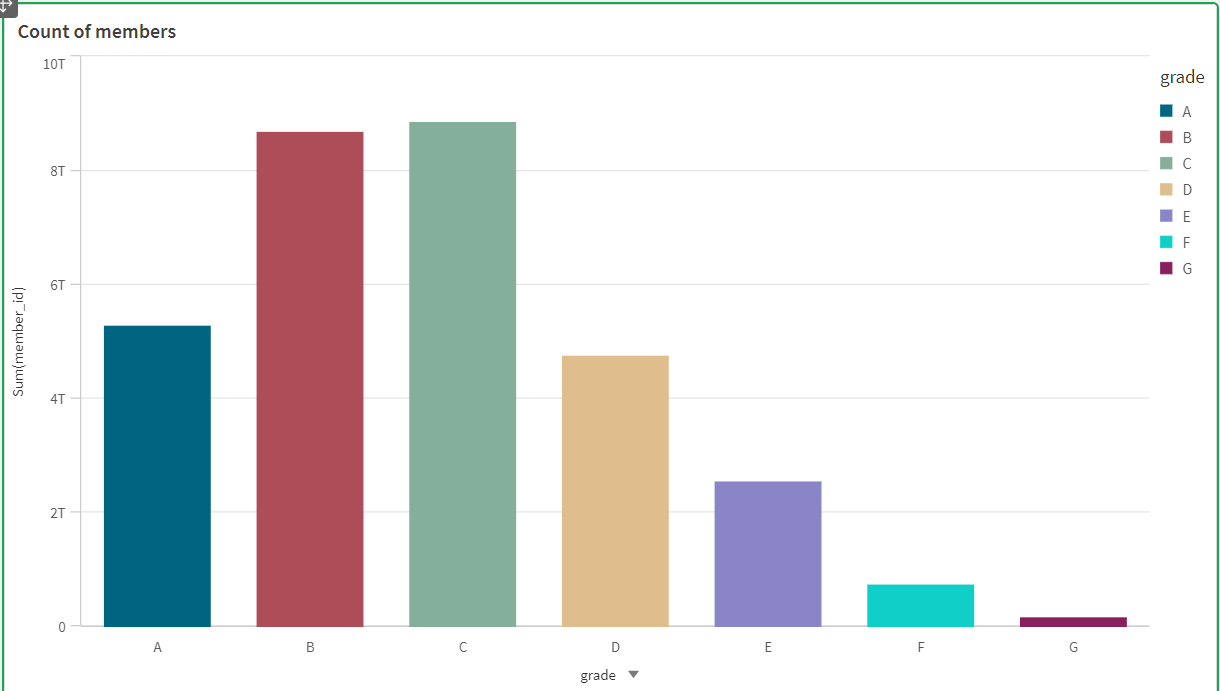 Count of members
10T
8T
6T
4T
2T
0
Sum(member_id)
A B C D E F G
grade
grade
A
B
C
D
E
F
G